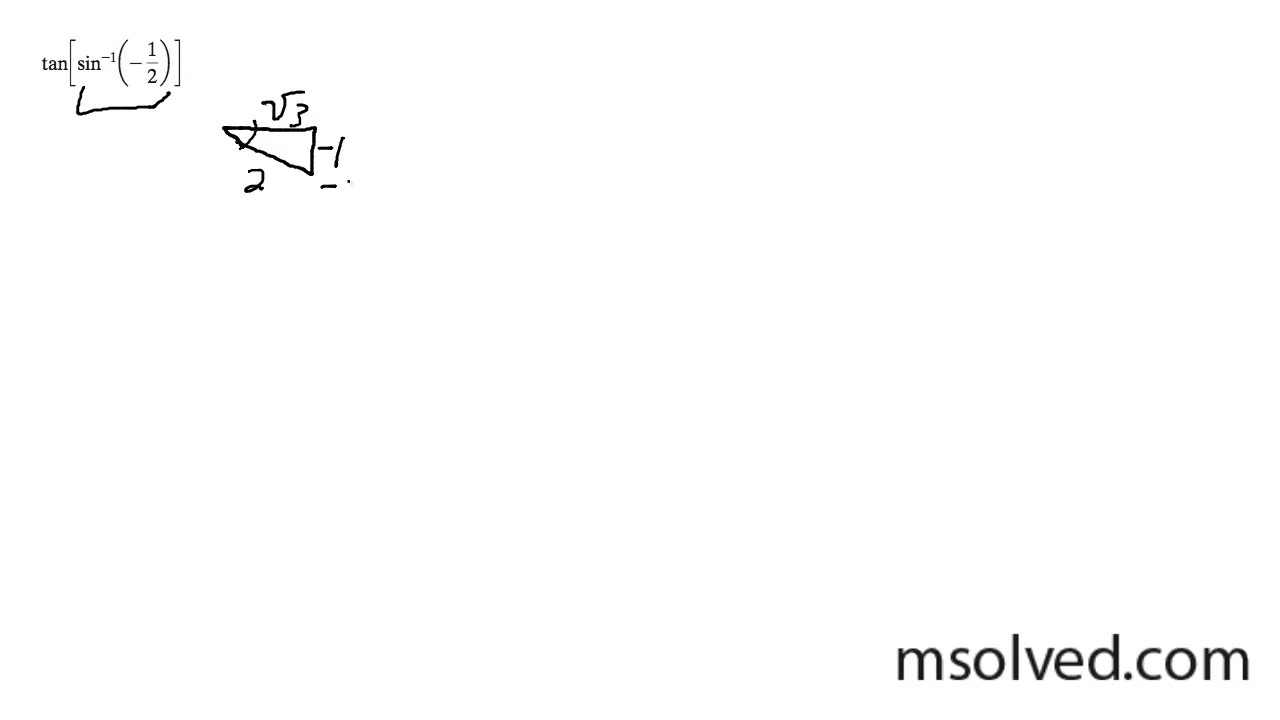 tan[sin⁻¹(−1/2)]
√3
-1
2
-
msolved.com